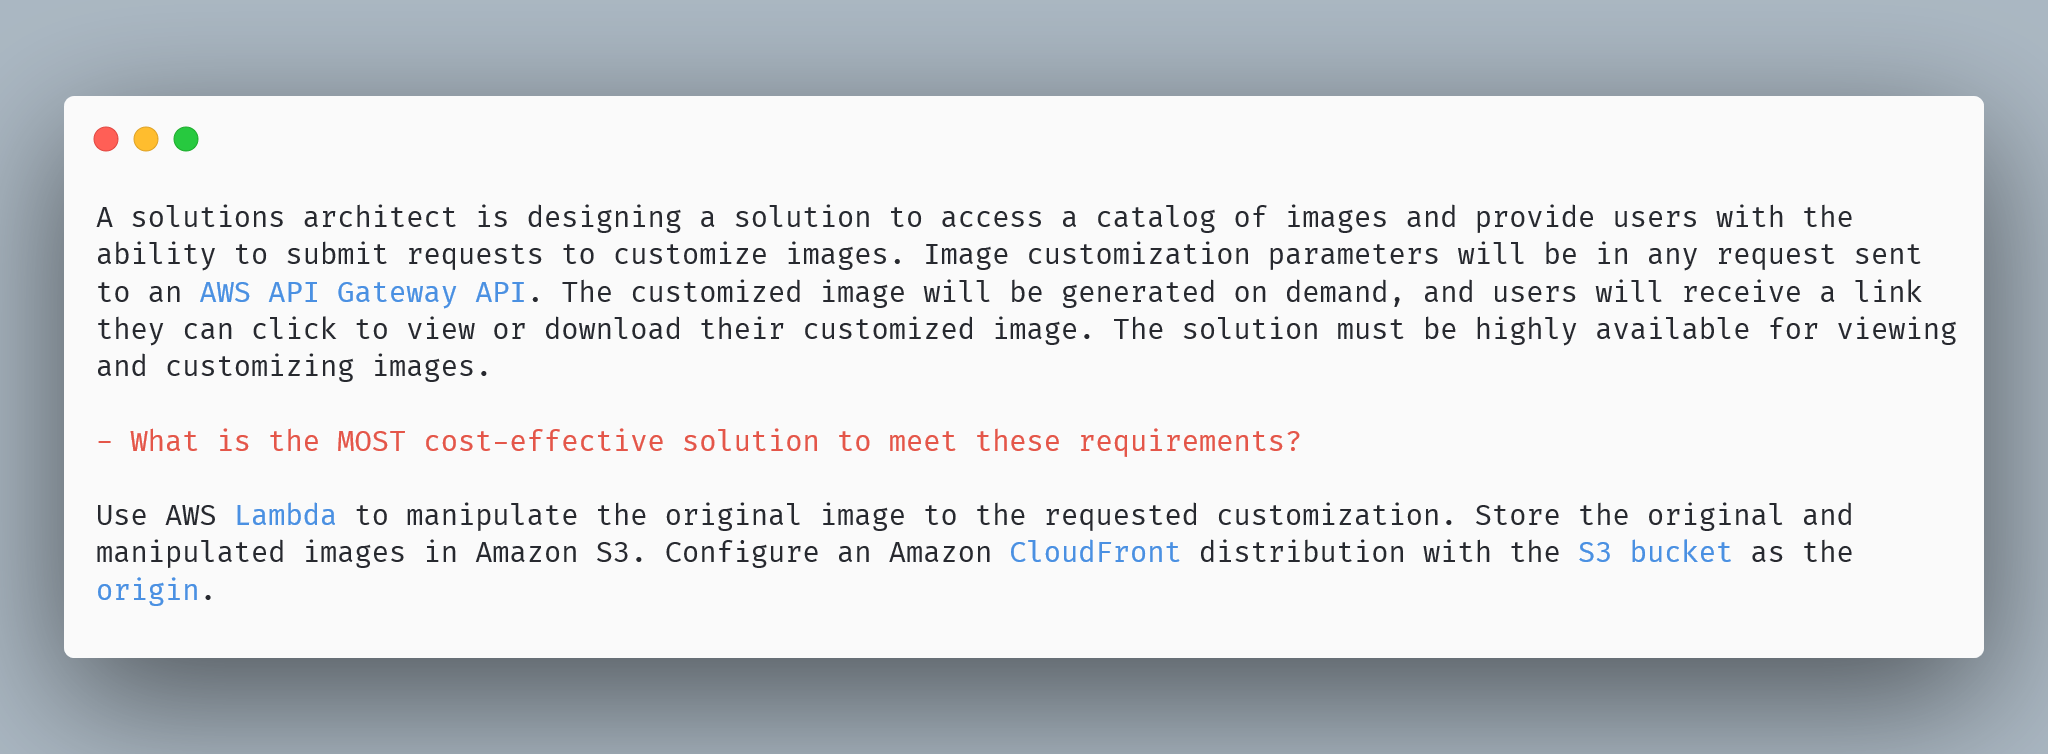 A solutions architect is designing a solution to access a catalog of images and provide users with the
ability to submit requests to customize images. Image customization parameters will be in any request sent
to an AWS API Gateway API. The customized image will be generated on demand, and users will receive a link
they can click to view or download their customized image. The solution must be highly available for viewing
and customizing images.
- What is the MOST cost-effective solution to meet these requirements?
Use AWS Lambda to manipulate the original image to the requested customization. Store the original and
manipulated images in Amazon S3. Configure an Amazon CloudFront distribution with the S3 bucket as the
origin.